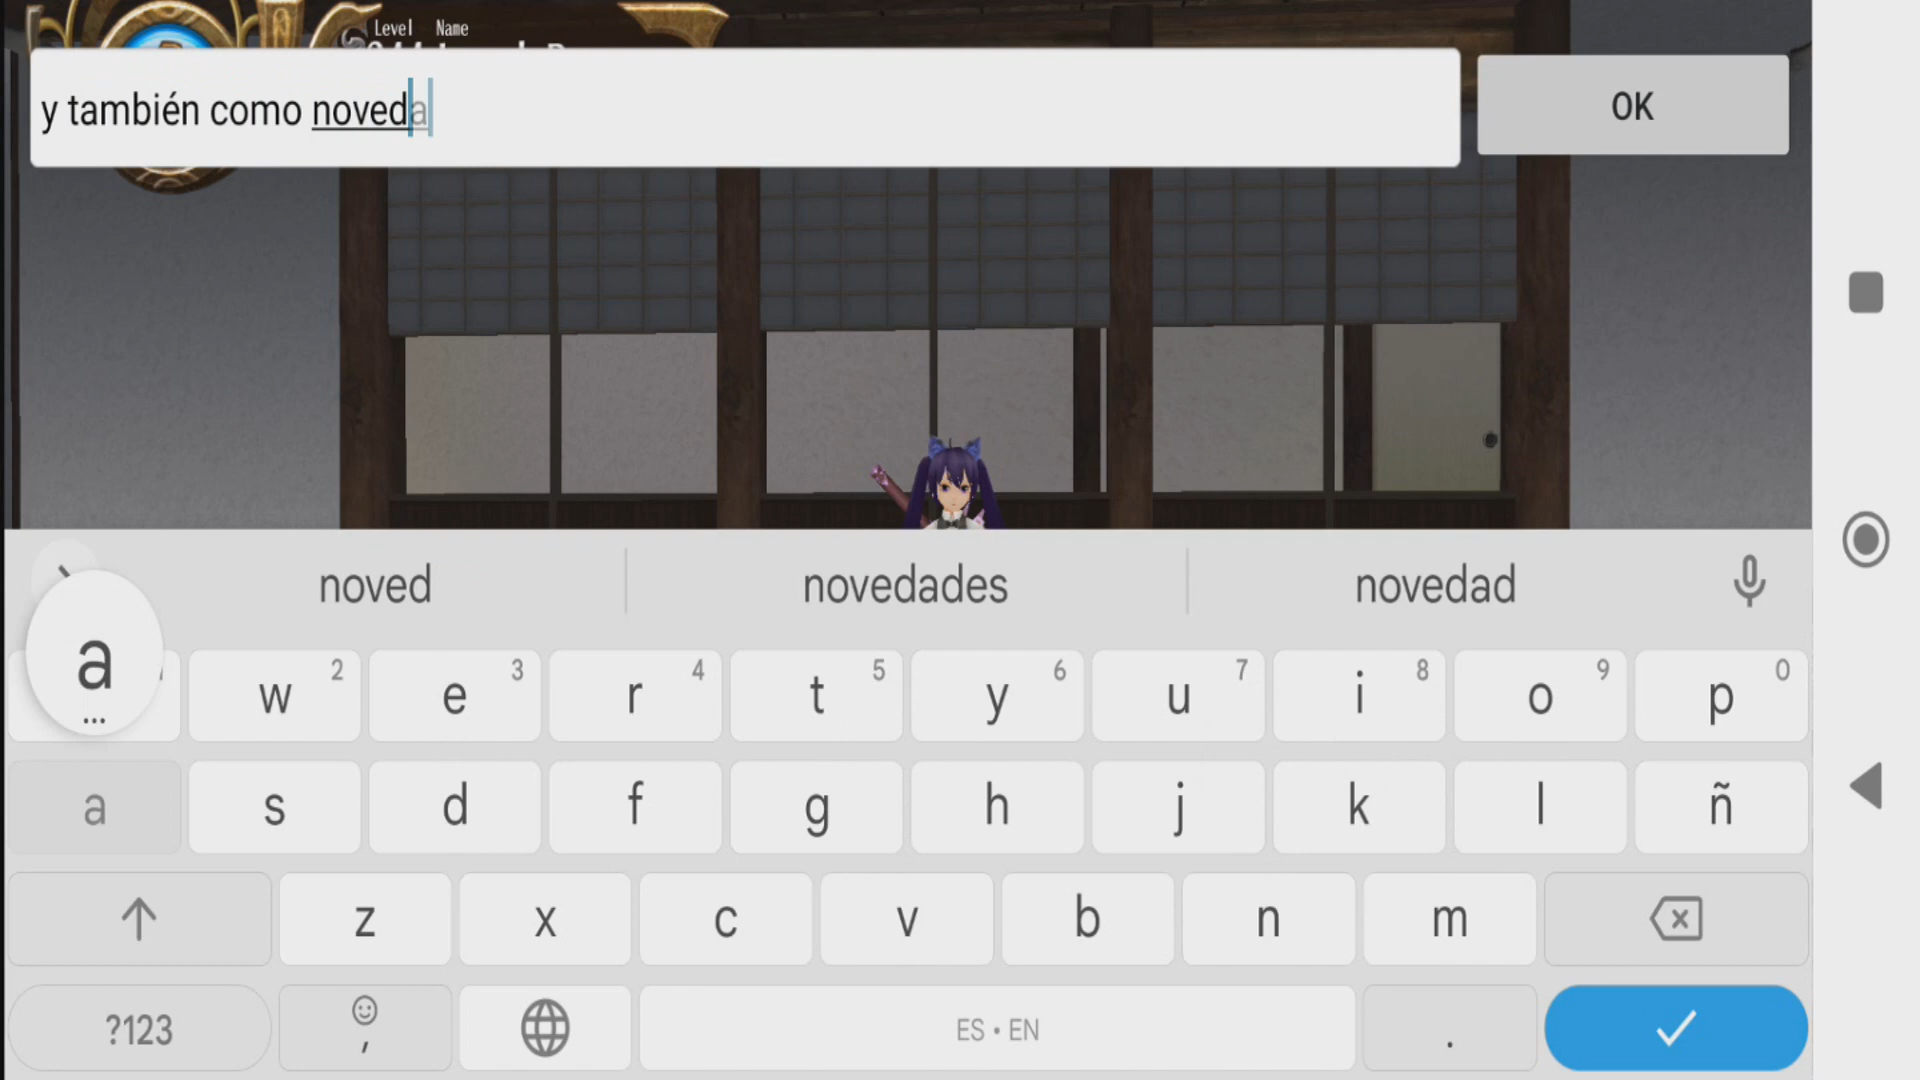 Level Name
y también como noveda
OK
noved novedades novedad
a
...
w 2 e 3 r 4 t 5 y 6 u 7 i 8 o 9 p 0
a s d f g h j k l ñ
z x c v b n m
?123 , ES • EN .